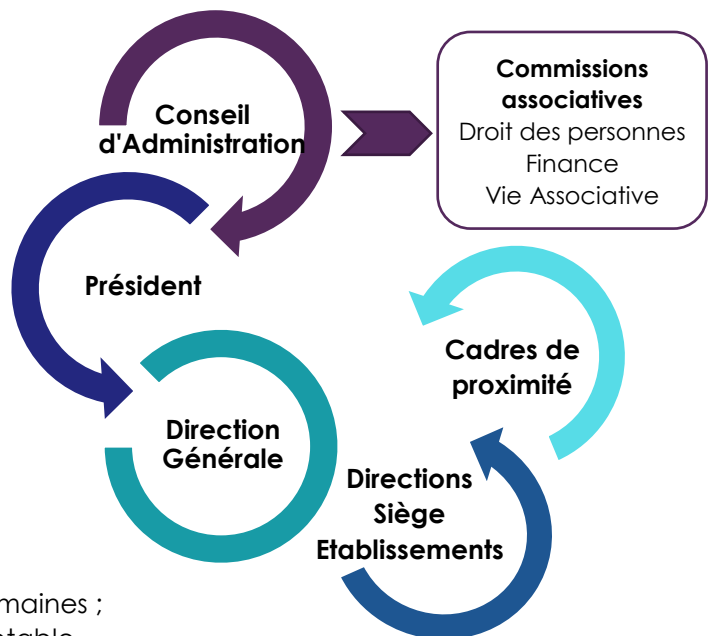 Conseil
d'Administration
Commissions
associatives
Droit des personnes
Finance
Vie Associative
Président
Direction
Générale
Cadres de
proximité
Directions
Siège
Etablissements
maines ;